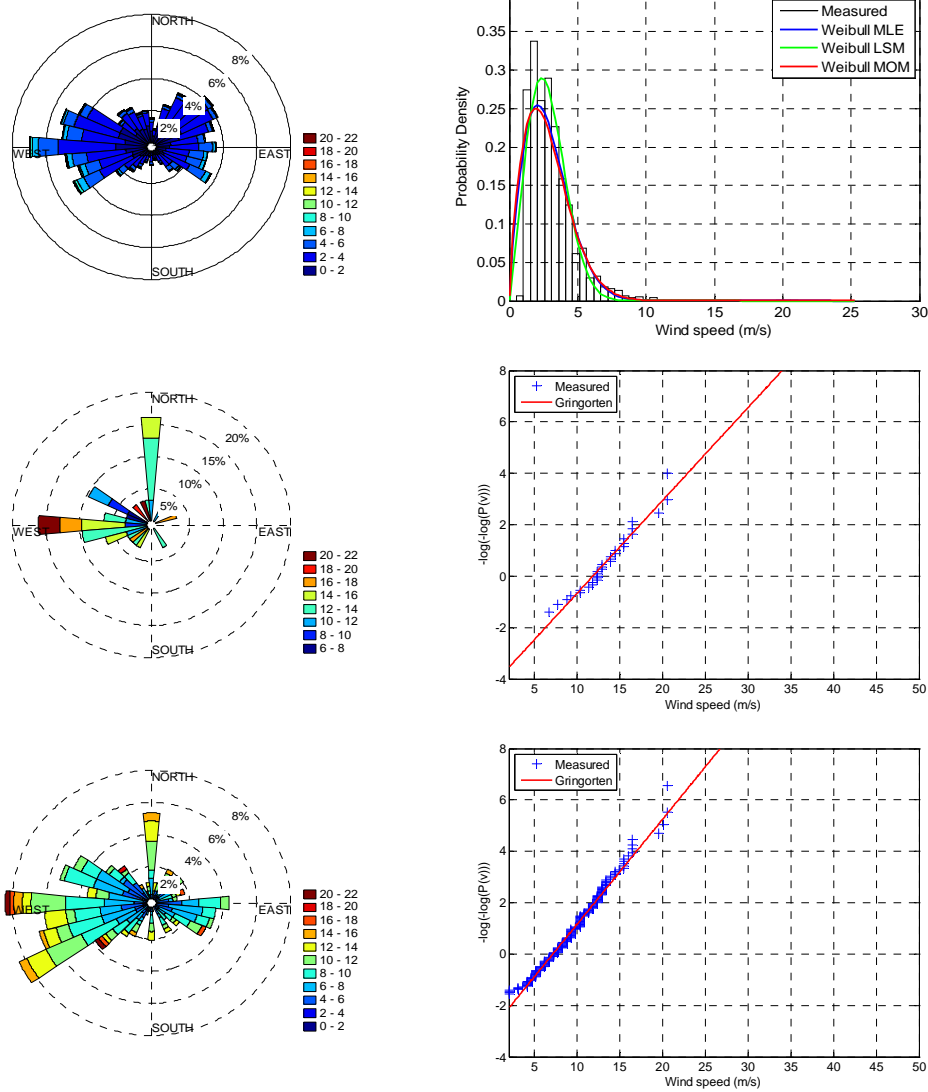 NORTH
8%
6%
4%
2%
WEST
EAST
SOUTH
20 - 22
18 - 20
16 - 18
14 - 16
12 - 14
10 - 12
8 - 10
6 - 8
4 - 6
2 - 4
0 - 2
Measured
Weibull MLE
Weibull LSM
Weibull MOM
Probability Density
0.35
0.3
0.25
0.2
0.15
0.1
0.05
0
0 5 10 15 20 25 30
Wind speed (m/s)
NORTH
20%
15%
10%
5%
WEST
EAST
SOUTH
20 - 22
18 - 20
16 - 18
14 - 16
12 - 14
10 - 12
8 - 10
6 - 8
Measured
Gringorten
-log(-log(P(v)))
8
6
4
2
0
-2
-4
5 10 15 20 25 30 35 40 45 50
Wind speed (m/s)
NORTH
8%
6%
4%
2%
WEST
EAST
SOUTH
20 - 22
18 - 20
16 - 18
14 - 16
12 - 14
10 - 12
8 - 10
6 - 8
4 - 6
2 - 4
0 - 2
Measured
Gringorten
-log(-log(P(v)))
8
6
4
2
0
-2
-4
5 10 15 20 25 30 35 40 45 50
Wind speed (m/s)